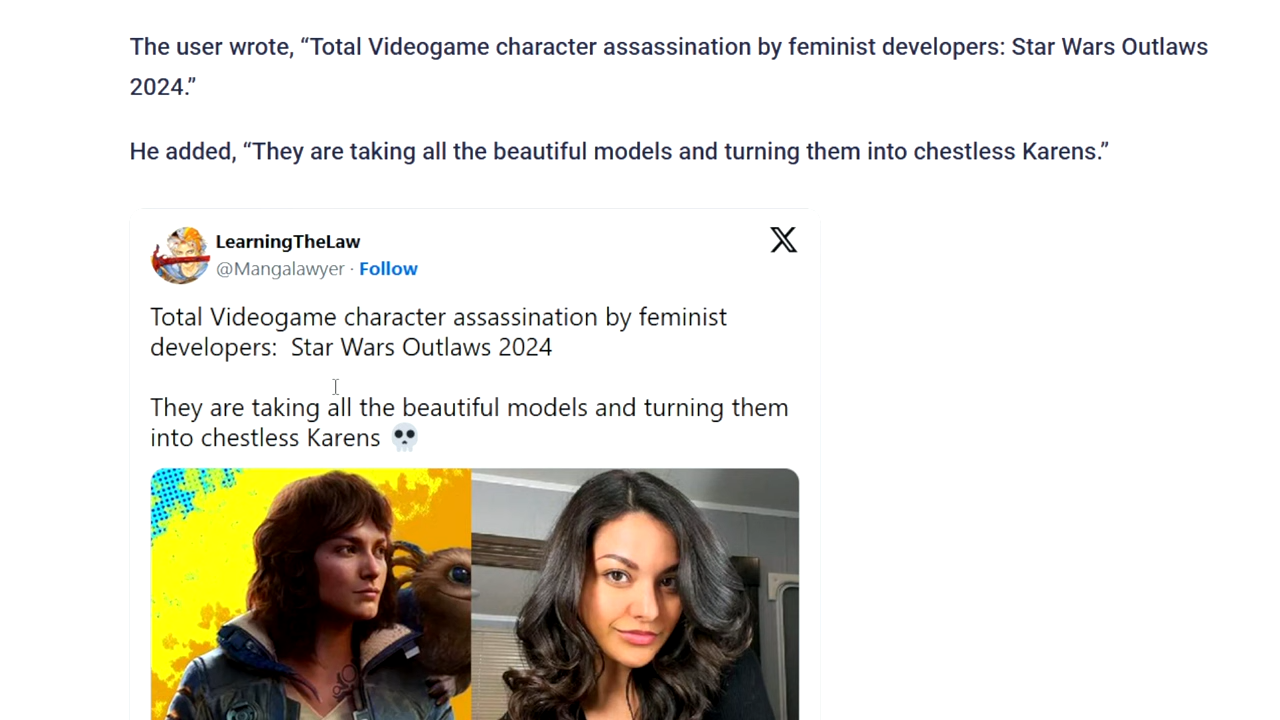 The user wrote, “Total Videogame character assassination by feminist developers: Star Wars Outlaws
2024.”
He added, “They are taking all the beautiful models and turning them into chestless Karens.”
LearningTheLaw
@Mangalawyer · Follow
Total Videogame character assassination by feminist
developers: Star Wars Outlaws 2024
They are taking all the beautiful models and turning them
into chestless Karens 💀